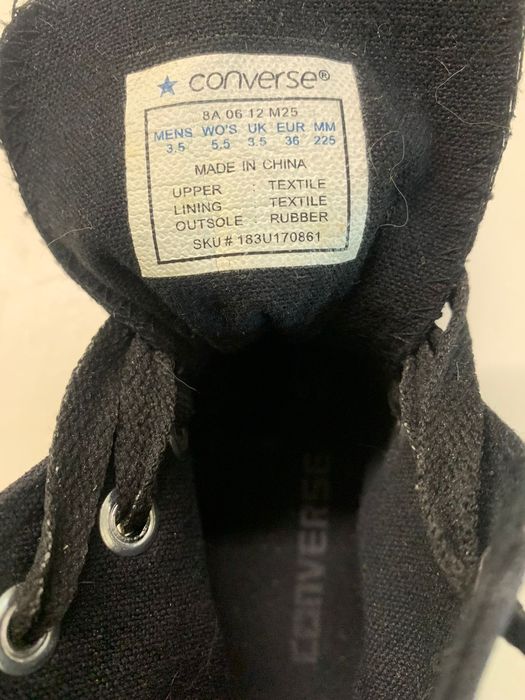 converse®
8A 06 12 M25
MENS WO'S UK EUR MM
3.5 5.5 3.5 36 225
MADE IN CHINA
UPPER : TEXTILE
LINING : TEXTILE
OUTSOLE : RUBBER
SKU # 183U170861
CONVERSE